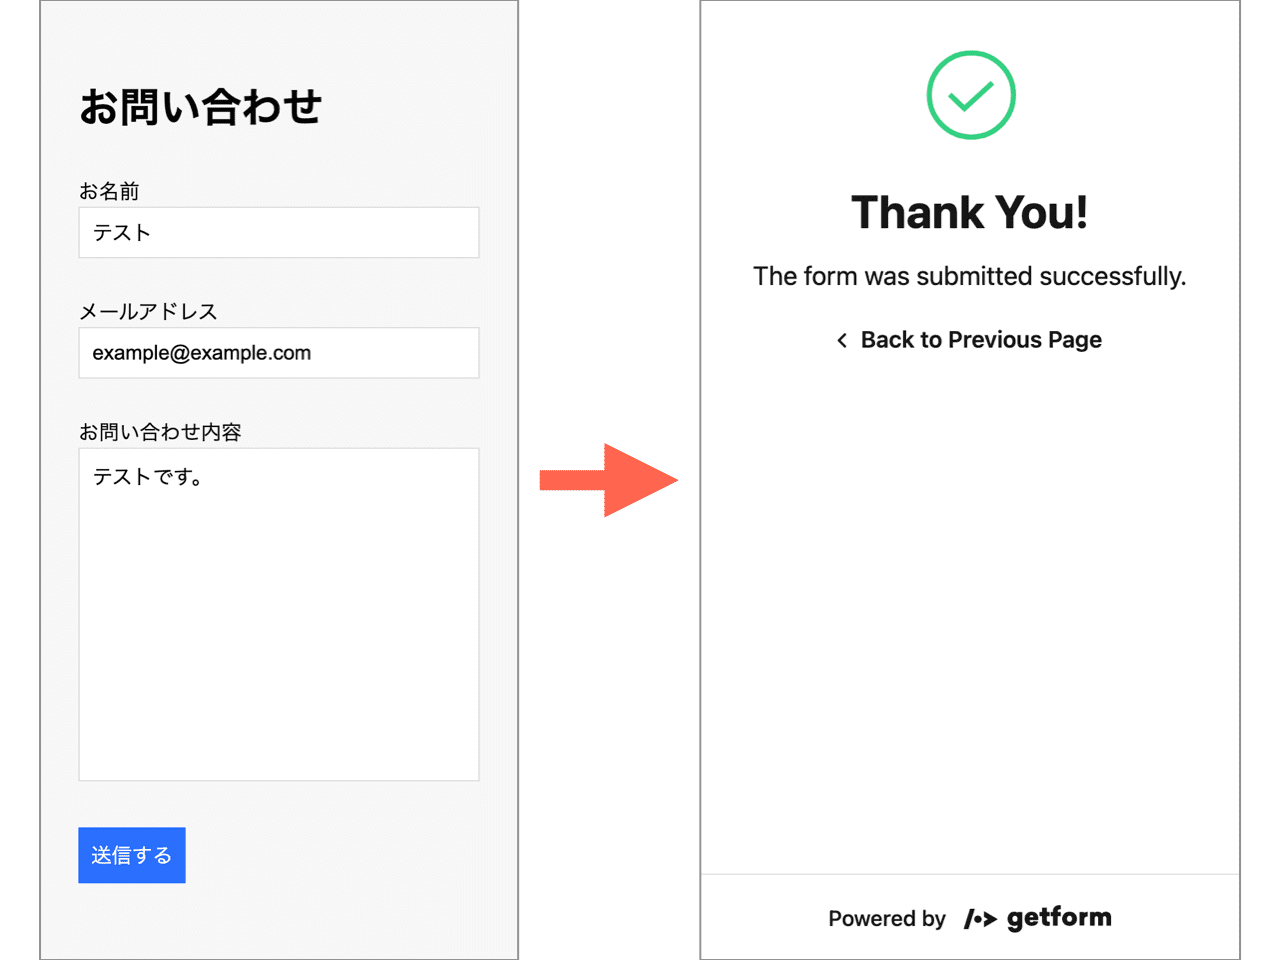 お問い合わせ
お名前
テスト
メールアドレス
example@example.com
お問い合わせ内容
テストです。
送信する
Thank You!
The form was submitted successfully.
Back to Previous Page
Powered by getform